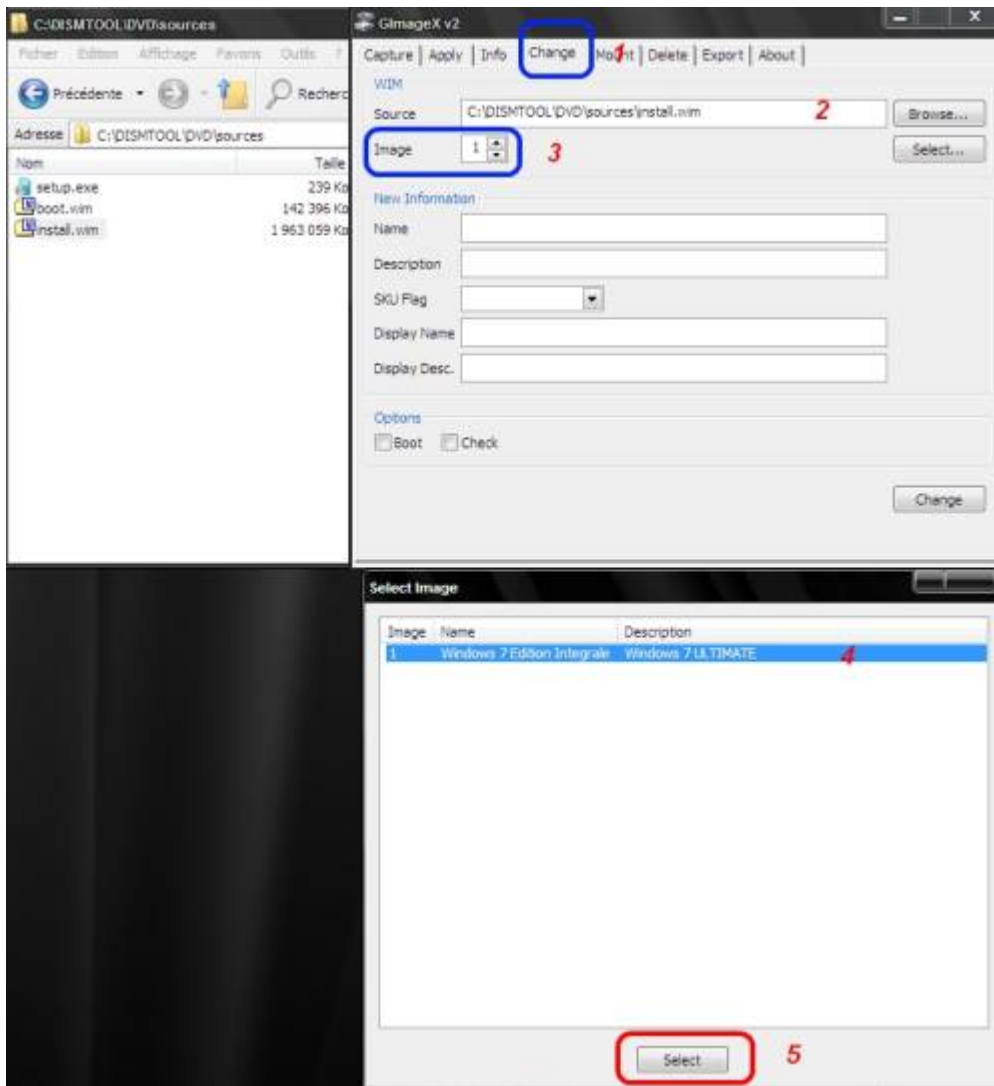 C:\DISMTOOL\DVD\sources
Fichier Edition Affichage Favoris Outils ?
Précédente
Recherc
Adresse C:\DISMTOOL\DVD\sources
Nom Taille
setup.exe 239 Ko
boot.wim 142 396 Ko
install.wim 1 963 059 Ko
GImageX v2
Capture | Apply | Info | Change | Mount | Delete | Export | About |
1
WIM
Source C:\DISMTOOL\DVD\sources\install.wim 2 Browse...
Image 1 3 Select...
New Information
Name
Description
SKU Flag
Display Name
Display Desc.
Options
Boot Check
Change
Select Image
Image Name Description
1 Windows 7 Edition Integrale Windows 7 ULTIMATE 4
Select 5